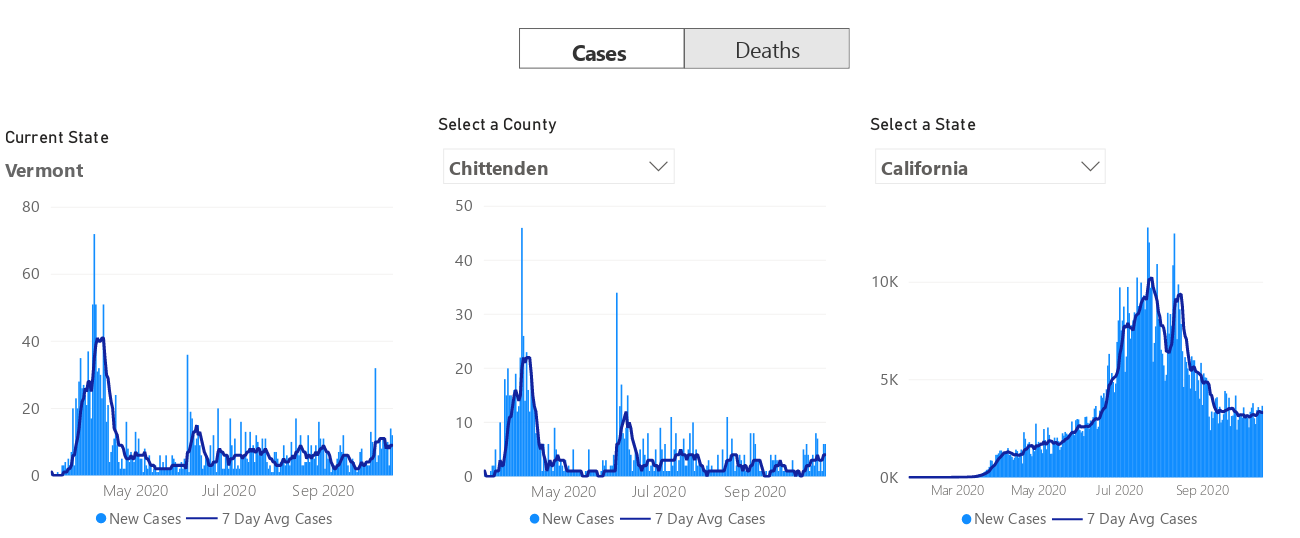 Cases Deaths
Current State
Vermont
80
60
40
20
0
May 2020 Jul 2020 Sep 2020
New Cases 7 Day Avg Cases
Select a County
Chittenden
50
40
30
20
10
0
May 2020 Jul 2020 Sep 2020
New Cases 7 Day Avg Cases
Select a State
California
10K
5K
0K
Mar 2020 May 2020 Jul 2020 Sep 2020
New Cases 7 Day Avg Cases